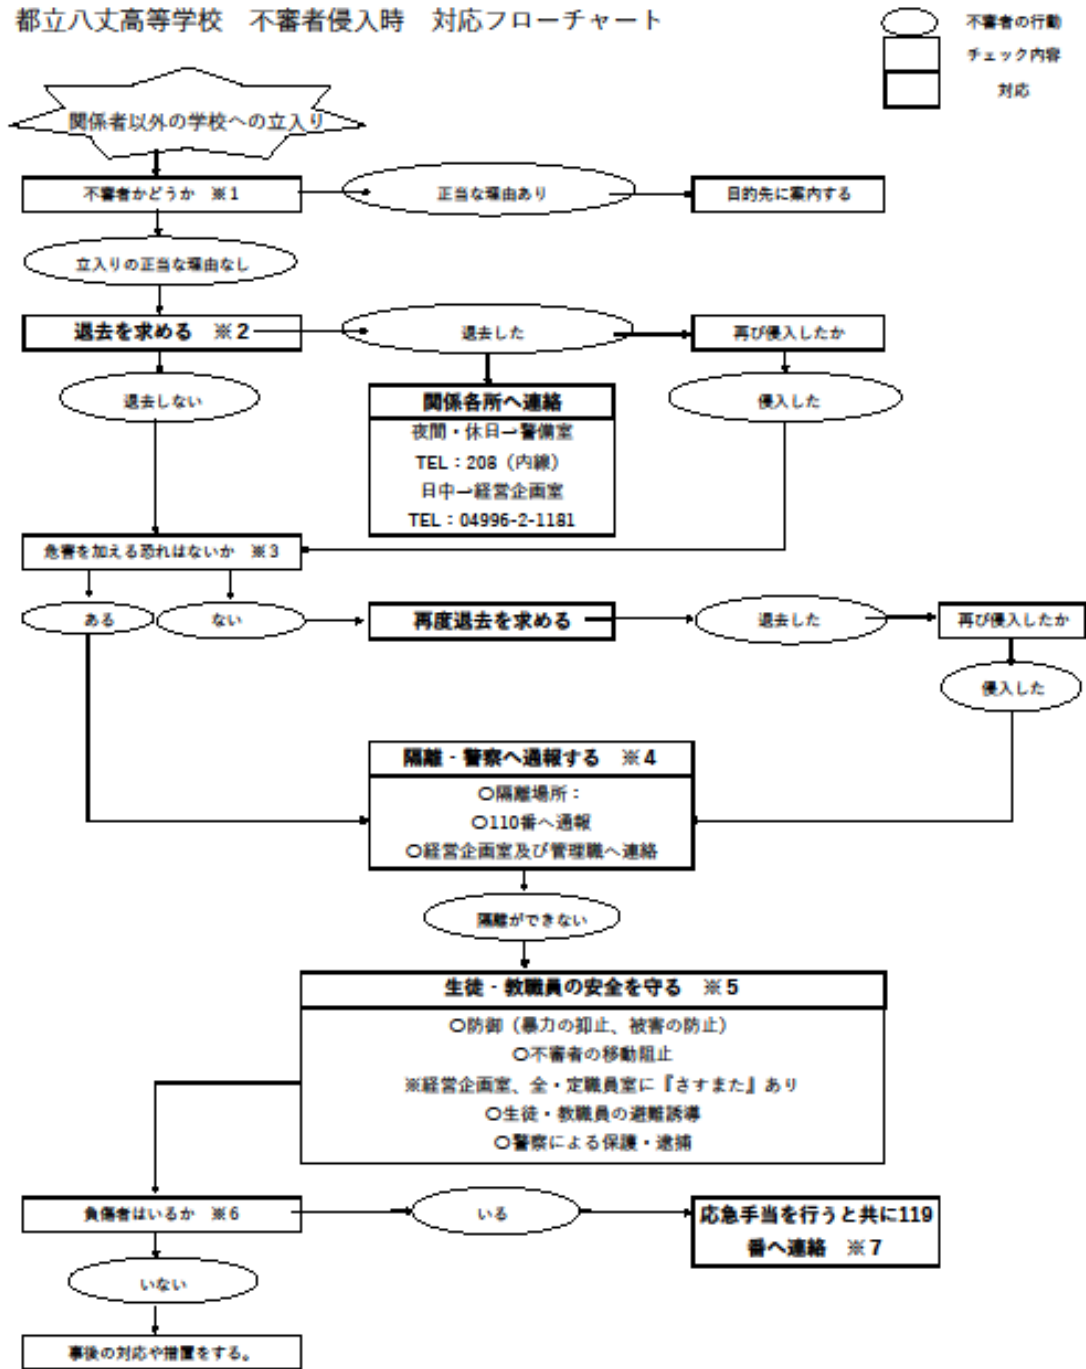 都立八丈高等学校　不審者侵入時　対応フローチャート
不審者の行動
チェック内容
対応
関係者以外の学校への立入り
不審者かどうか　※1
正当な理由あり
目的先に案内する
立入りの正当な理由なし
退去を求める　※2
退去した
再び侵入したか
退去しない
関係各所へ連絡
夜間・休日→警備室
TEL：208（内線）
日中→経営企画室
TEL：04996-2-1181
侵入した
危害を加える恐れはないか　※3
ある
ない
再度退去を求める
退去した
再び侵入したか
侵入した
隔離・警察へ通報する　※4
○隔離場所：
○110番へ通報
○経営企画室及び管理職へ連絡
隔離ができない
生徒・教職員の安全を守る　※5
○防御（暴力の抑止、被害の防止）
○不審者の移動阻止
※経営企画室、全・定職員室に『さすまた』あり
○生徒・教職員の避難誘導
○警察による保護・逮捕
負傷者はいるか　※6
いる
応急手当を行うと共に119
番へ連絡　※7
いない
事後の対応や措置をする。